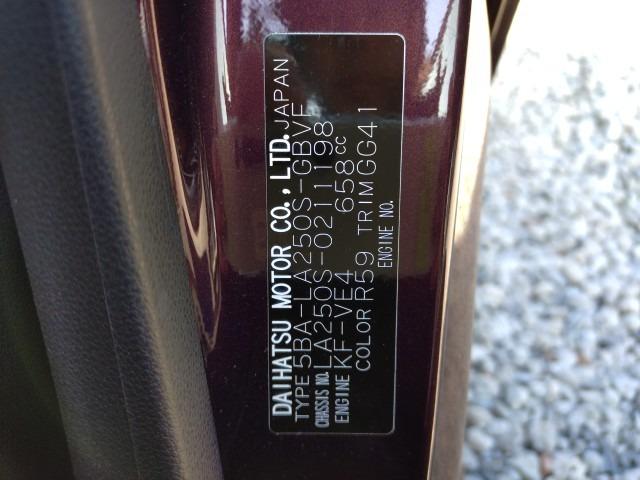 DAIHATSU MOTOR CO., LTD. JAPAN
TYPE 5BA-LA250S-GBVF
CHASSIS NO. LA250S-0211198
ENGINE KF-VE4 658cc
COLOR R59 TRIM GG41
ENGINE NO.